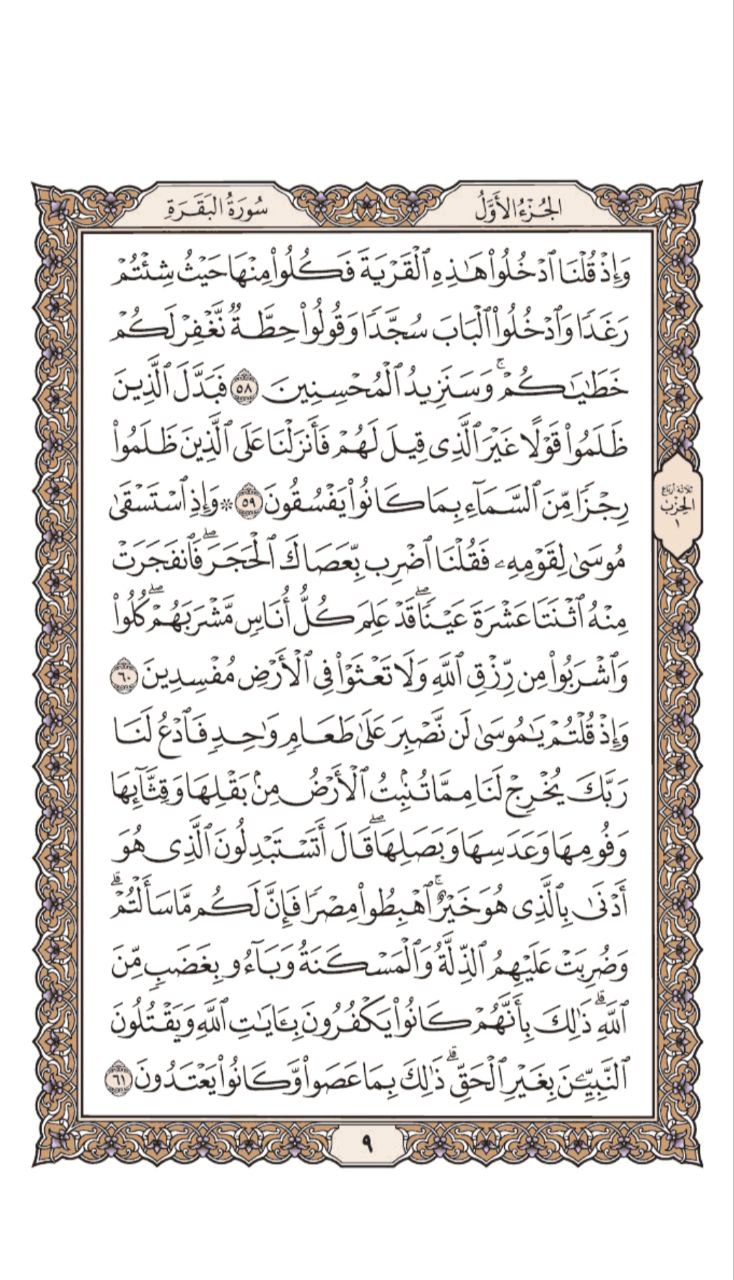 الجُزْءُ الأَوَّلُ
سُورَةُ البَقَرَةِ
وَإِذْ قُلْنَا ٱدْخُلُوا۟ هَٰذِهِ ٱلْقَرْيَةَ فَكُلُوا۟ مِنْهَا حَيْثُ شِئْتُمْ
رَغَدًا وَٱدْخُلُوا۟ ٱلْبَابَ سُجَّدًا وَقُولُوا۟ حِطَّةٌ نَّغْفِرْ لَكُمْ
خَطَٰيَٰكُمْ ۚ وَسَنَزِيدُ ٱلْمُحْسِنِينَ ٥٨ فَبَدَّلَ ٱلَّذِينَ
ظَلَمُوا۟ قَوْلًا غَيْرَ ٱلَّذِى قِيلَ لَهُمْ فَأَنزَلْنَا عَلَى ٱلَّذِينَ ظَلَمُوا۟
رِجْزًا مِّنَ ٱلسَّمَآءِ بِمَا كَانُوا۟ يَفْسُقُونَ ٥٩ * وَإِذِ ٱسْتَسْقَىٰ
مُوسَىٰ لِقَوْمِهِۦ فَقُلْنَا ٱضْرِب بِّعَصَاكَ ٱلْحَجَرَ ۖ فَٱنفَجَرَتْ
مِنْهُ ٱثْنَتَا عَشْرَةَ عَيْنًا ۖ قَدْ عَلِمَ كُلُّ أُنَاسٍ مَّشْرَبَهُمْ ۖ كُلُوا۟
وَٱشْرَبُوا۟ مِن رِّزْقِ ٱللَّهِ وَلَا تَعْثَوْا۟ فِى ٱلْأَرْضِ مُفْسِدِينَ ٦٠
وَإِذْ قُلْتُمْ يَٰمُوسَىٰ لَن نَّصْبِرَ عَلَىٰ طَعَامٍ وَٰحِدٍ فَٱدْعُ لَنَا
رَبَّكَ يُخْرِجْ لَنَا مِمَّا تُنۢبِتُ ٱلْأَرْضُ مِنۢ بَقْلِهَا وَقِثَّآئِهَا
وَفُومِهَا وَعَدَسِهَا وَبَصَلِهَا ۖ قَالَ أَتَسْتَبْدِلُونَ ٱلَّذِى هُوَ
أَدْنَىٰ بِٱلَّذِى هُوَ خَيْرٌ ۚ ٱهْبِطُوا۟ مِصْرًا فَإِنَّ لَكُم مَّا سَأَلْتُمْ ۗ
وَضُرِبَتْ عَلَيْهِمُ ٱلذِّلَّةُ وَٱلْمَسْكَنَةُ وَبَآءُو بِغَضَبٍ مِّنَ
ٱللَّهِ ۗ ذَٰلِكَ بِأَنَّهُمْ كَانُوا۟ يَكْفُرُونَ بِـَٔايَٰتِ ٱللَّهِ وَيَقْتُلُونَ
ٱلنَّبِيِّـۧنَ بِغَيْرِ ٱلْحَقِّ ۗ ذَٰلِكَ بِمَا عَصَوا۟ وَّكَانُوا۟ يَعْتَدُونَ ٦١
ثلاثة أرباع
الحزب
١
٩